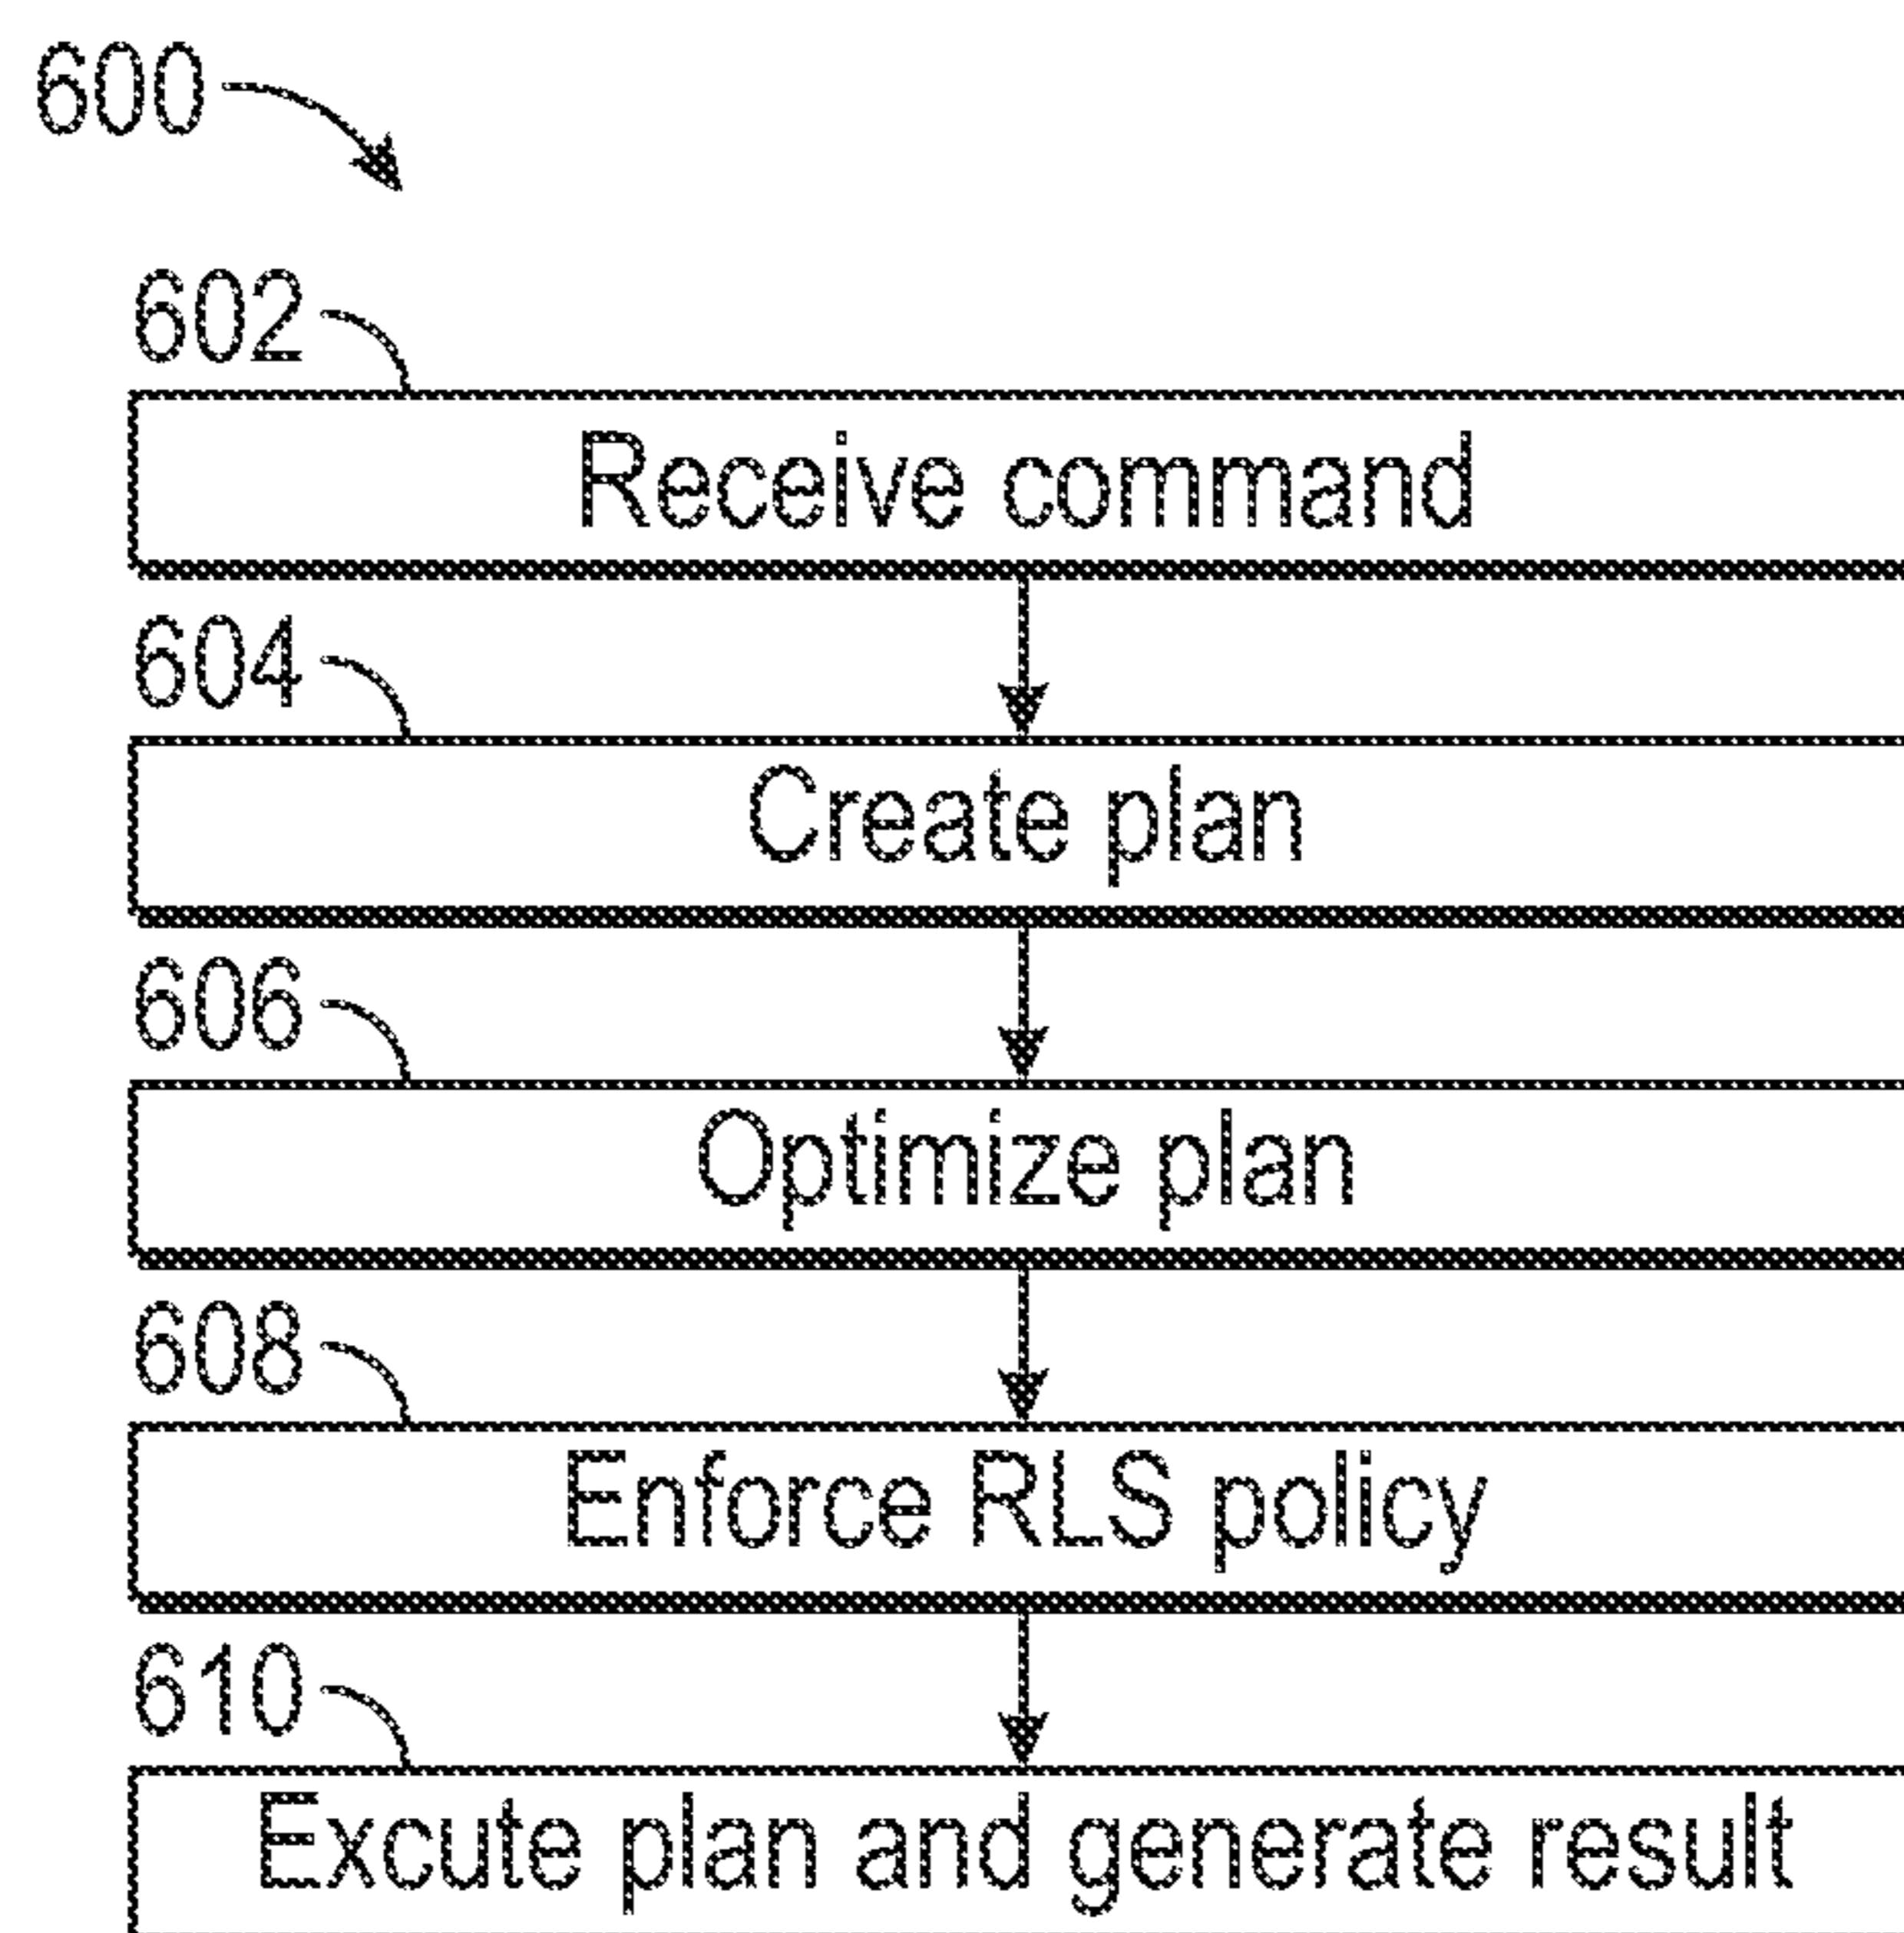 600
602
Receive command
604
Create plan
606
Optimize plan
608
Enforce RLS policy
610
Excute plan and generate result